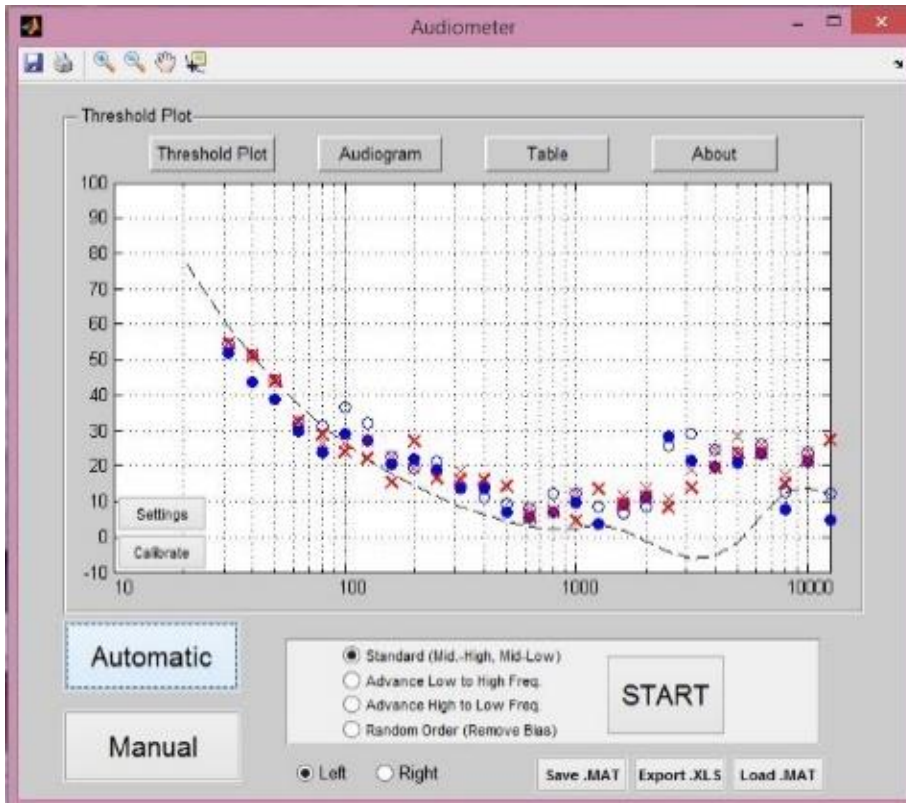 Audiometer
Threshold Plot
Threshold Plot Audiogram Table About
100
90
80
70
60
50
40
30
20
10
0
-10
10 100 1000 10000
Settings
Calibrate
Automatic
Manual
Standard (Mid.-High, Mid-Low)
Advance Low to High Freq.
Advance High to Low Freq.
Random Order (Remove Bias)
START
Left Right
Save .MAT Export .XLS Load .MAT